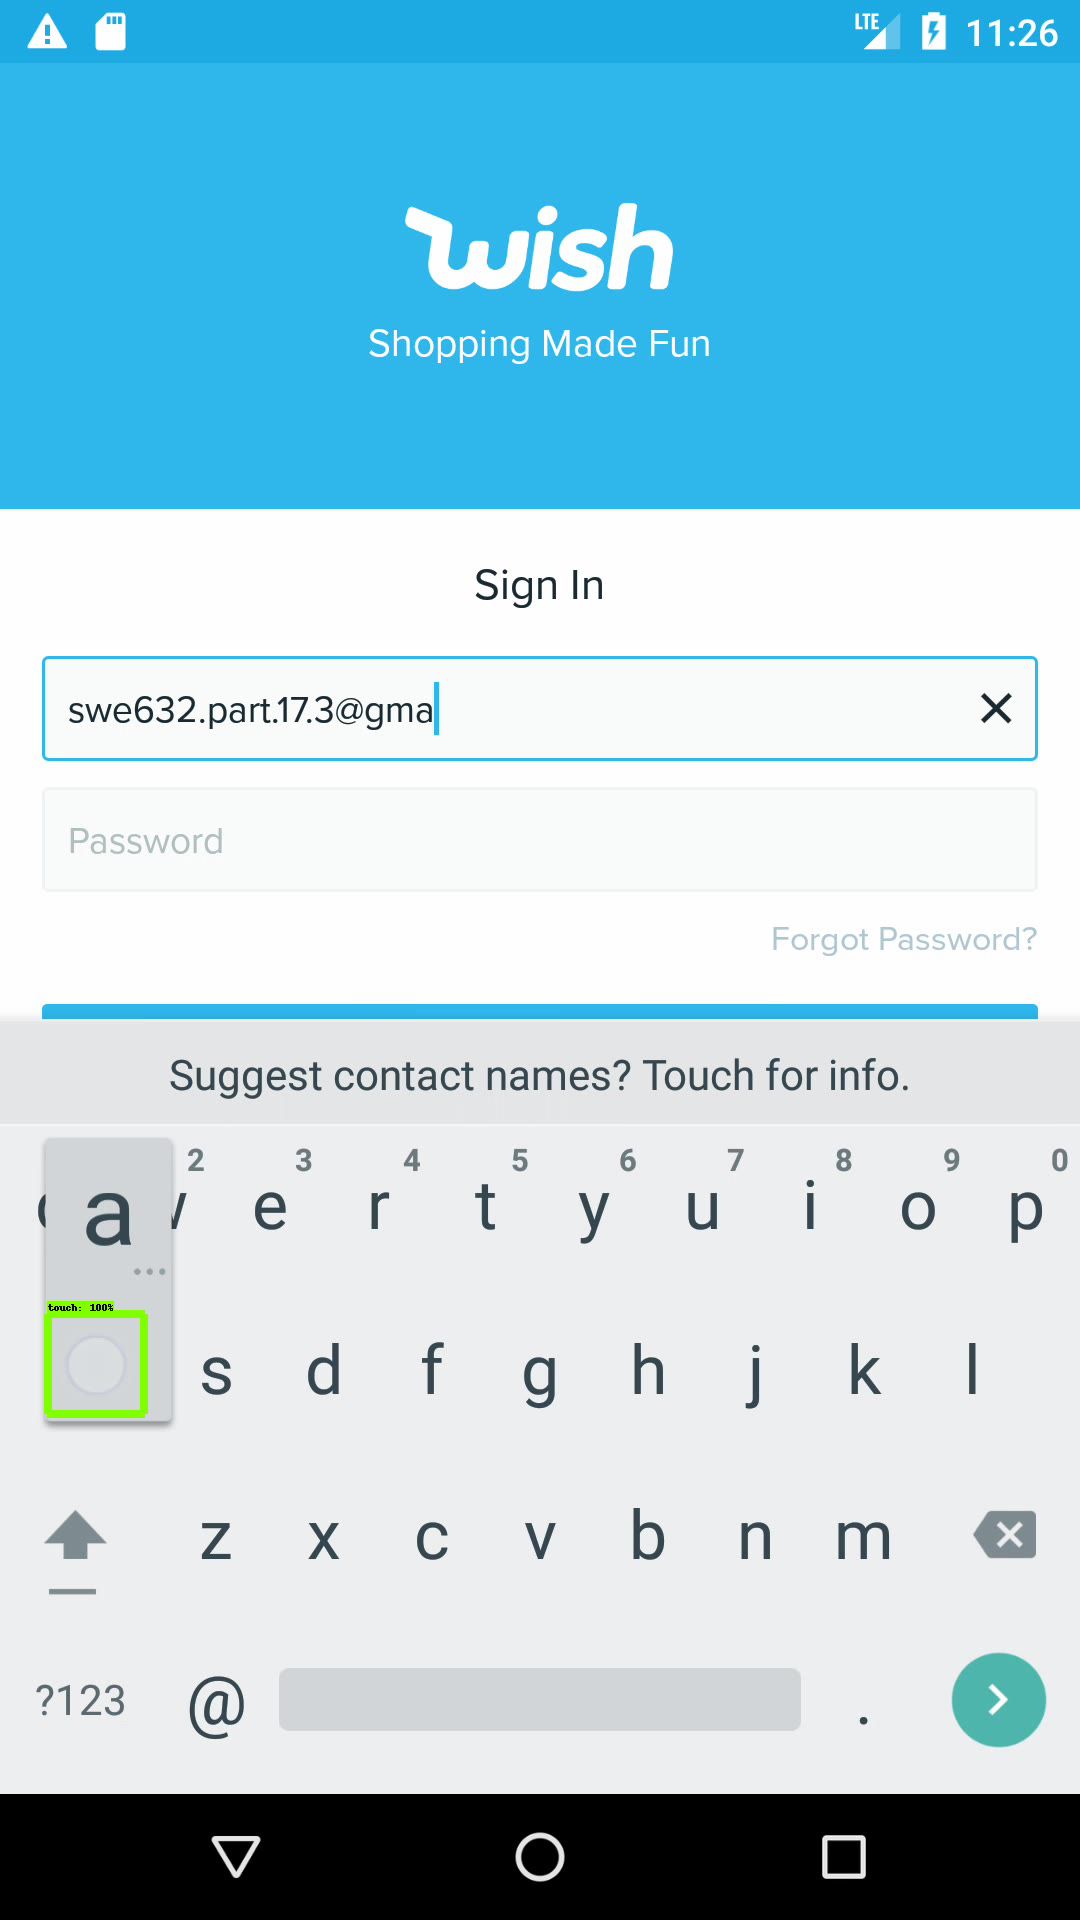 LTE 11:26
wish
Shopping Made Fun
Sign In
swe632.part.17.3@gma
Password
Forgot Password?
Suggest contact names? Touch for info.
2 3 4 5 6 7 8 9 0
a e r t y u i o p
touch: 100%
s d f g h j k l
z x c v b n m
?123 @ .